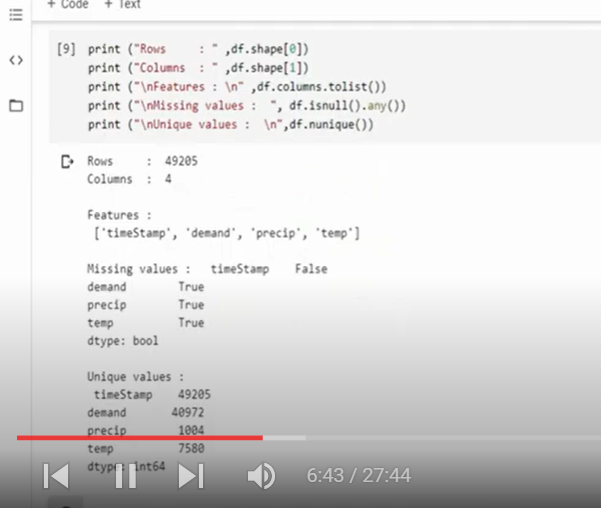 + Code + Text
[9] print ("Rows     : " ,df.shape[0])
print ("Columns  : " ,df.shape[1])
print ("\nFeatures : \n" ,df.columns.tolist())
print ("\nMissing values :  ", df.isnull().any())
print ("\nUnique values :  \n",df.nunique())
Rows     :  49205
Columns  :  4
Features :
['timeStamp', 'demand', 'precip', 'temp']
Missing values :   timeStamp    False
demand        True
precip        True
temp          True
dtype: bool
Unique values :
timeStamp    49205
demand       40972
precip        1004
temp          7580
dtype: int64
6:43 / 27:44